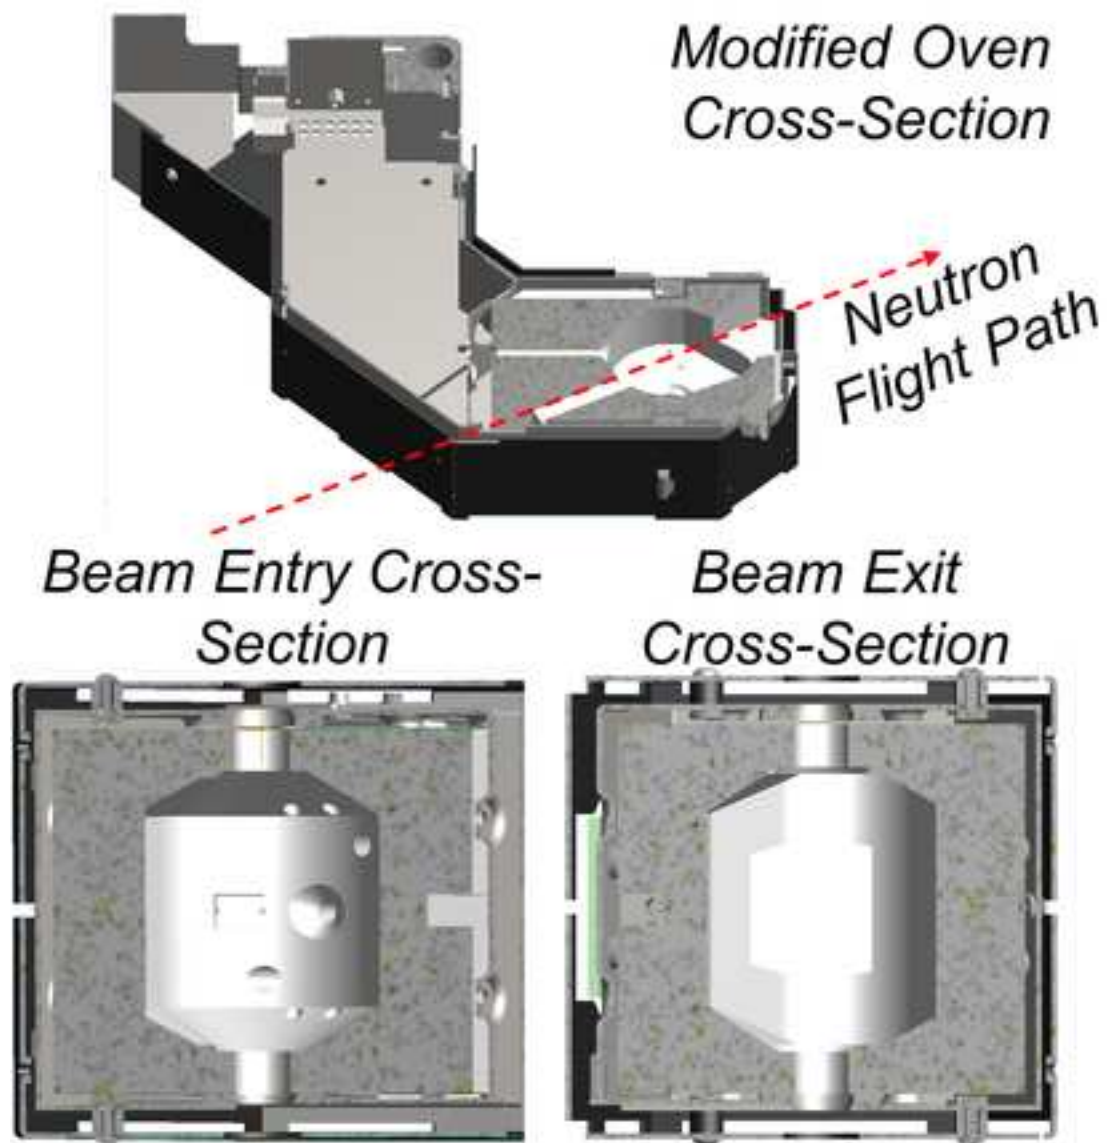 Modified Oven
Cross-Section
Neutron
Flight Path
Beam Entry Cross-
Section
Beam Exit
Cross-Section